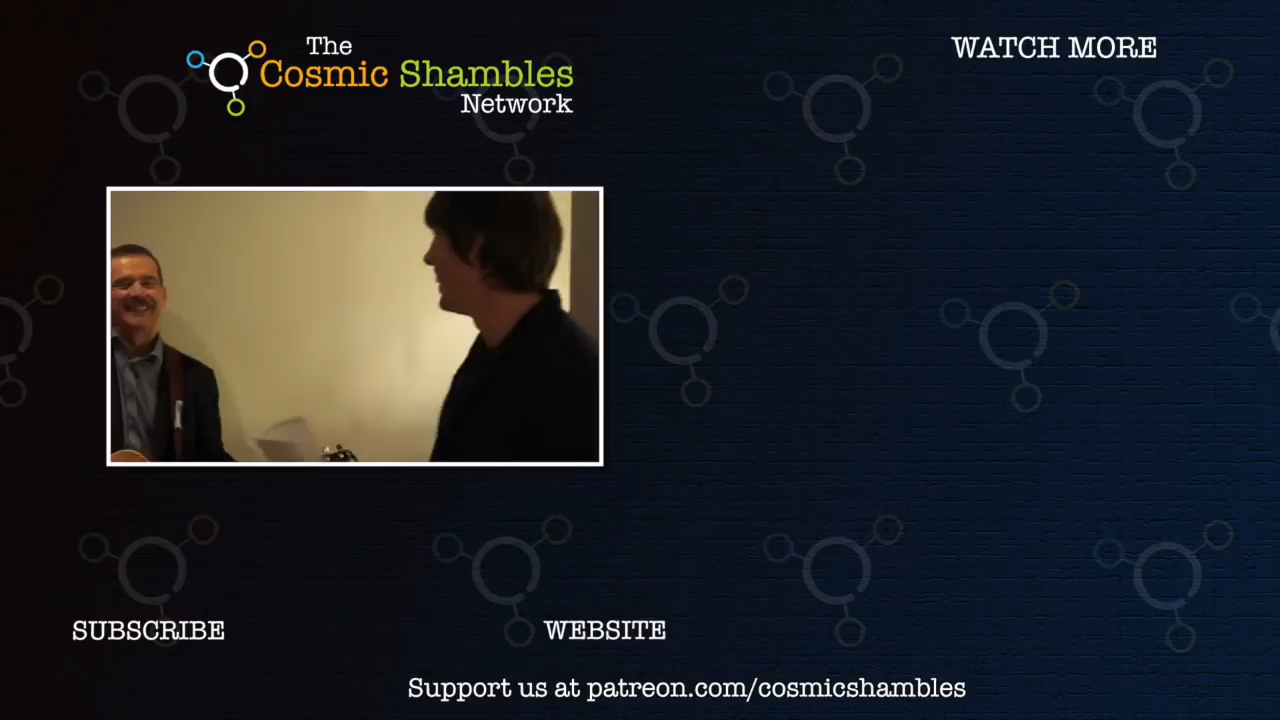 The
Cosmic Shambles
Network
WATCH MORE
SUBSCRIBE
WEBSITE
Support us at patreon.com/cosmicshambles